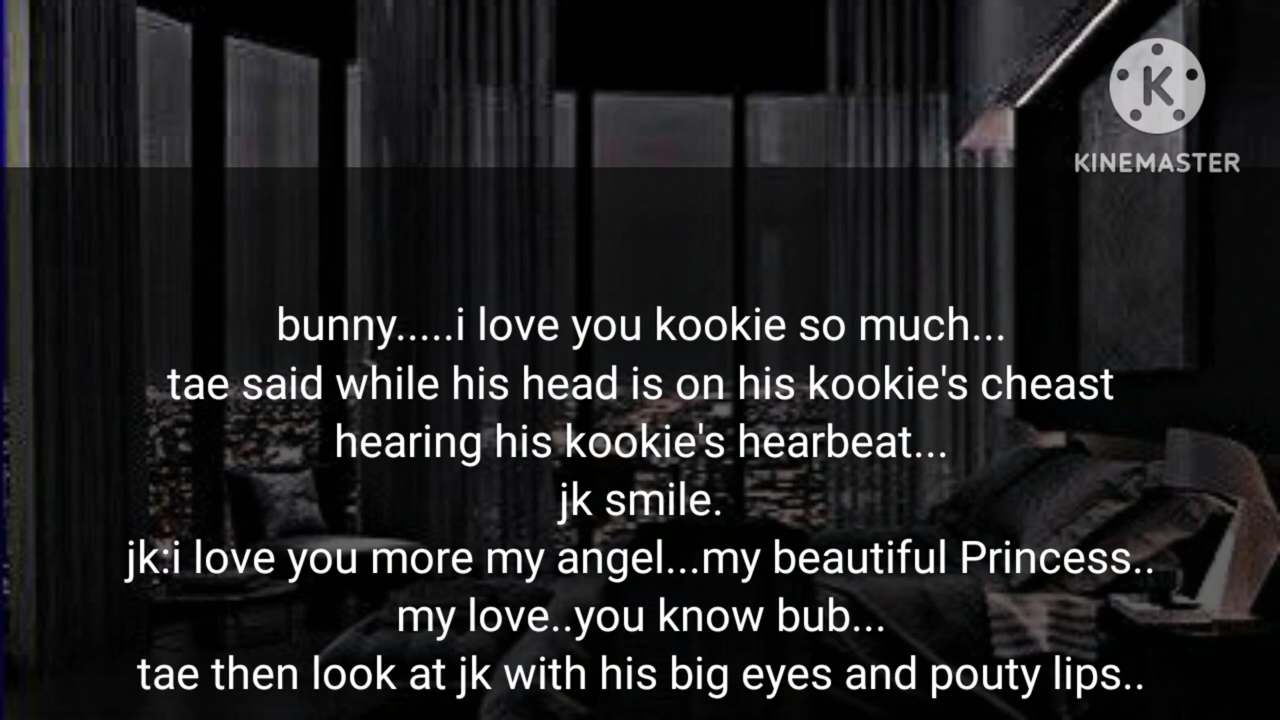 K
KINEMASTER
bunny.....i love you kookie so much...
tae said while his head is on his kookie's cheast
hearing his kookie's hearbeat...
jk smile.
jk:i love you more my angel...my beautiful Princess..
my love..you know bub...
tae then look at jk with his big eyes and pouty lips..